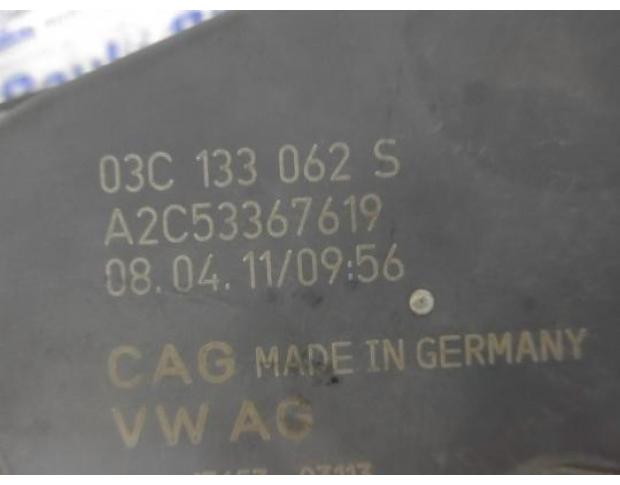 03C 133 062 S
A2C53367619
08.04.11/09:56
CAG MADE IN GERMANY
VW AG